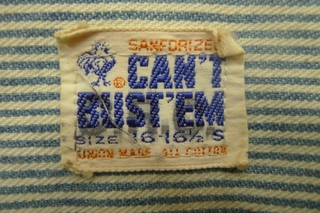 SANFORIZED
® CAN'T
BUST'EM
SIZE 16-16½ S
UNION MADE ALL COTTON